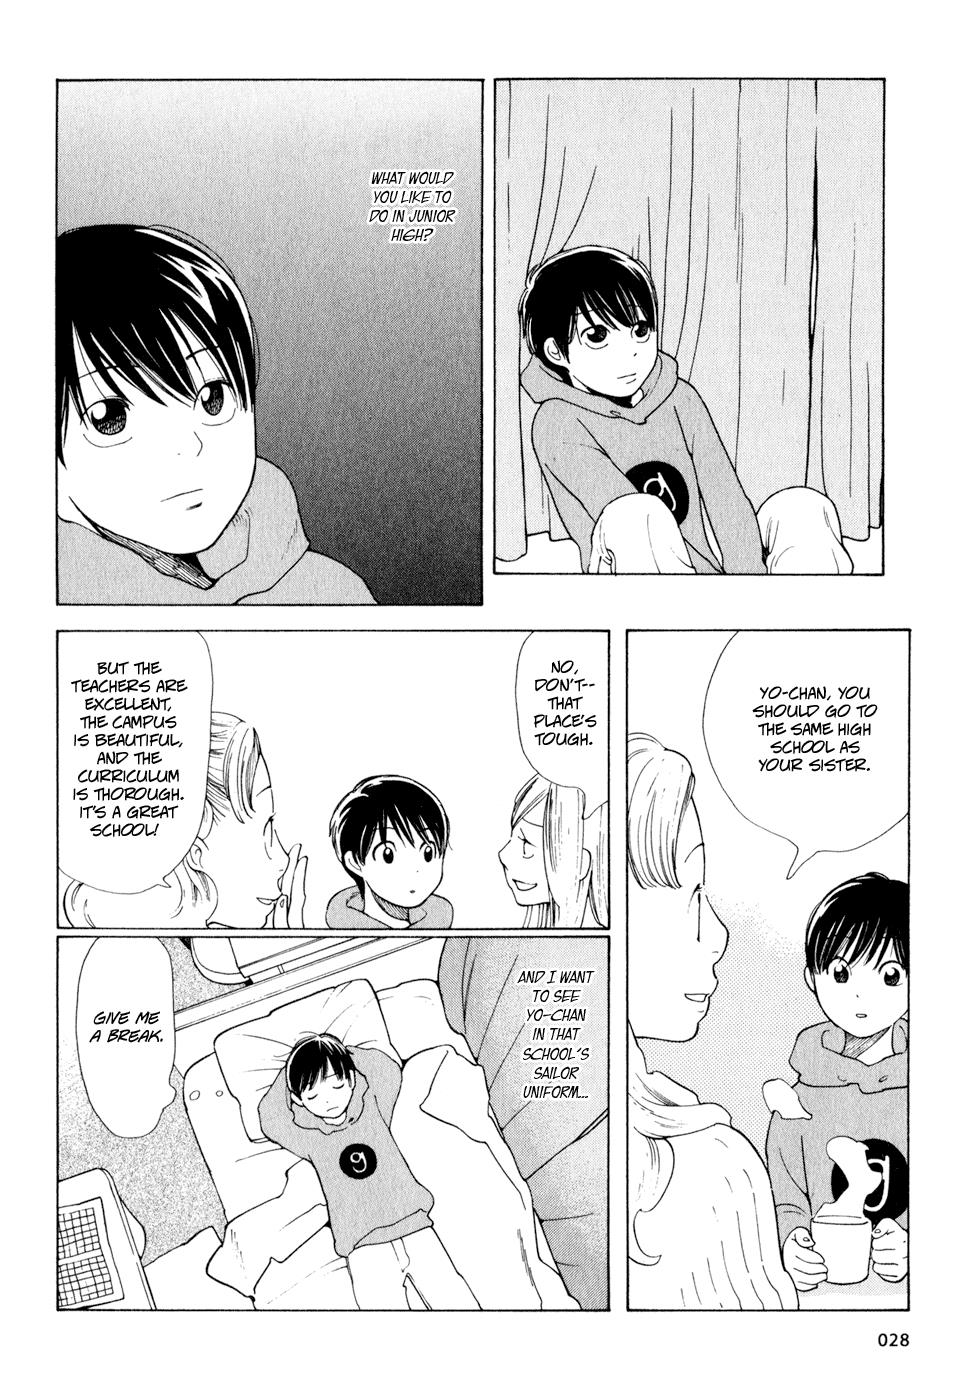 WHAT WOULD
YOU LIKE TO
DO IN JUNIOR
HIGH?
YO-CHAN, YOU
SHOULD GO TO
THE SAME HIGH
SCHOOL AS
YOUR SISTER.
NO,
DON'T--
THAT
PLACE'S
TOUGH.
BUT THE
TEACHERS ARE
EXCELLENT,
THE CAMPUS
IS BEAUTIFUL,
AND THE
CURRICULUM
IS THOROUGH.
IT'S A GREAT
SCHOOL!
AND I WANT
TO SEE
YO-CHAN
IN THAT
SCHOOL'S
SAILOR
UNIFORM...
GIVE ME
A BREAK.
g
g
g
028